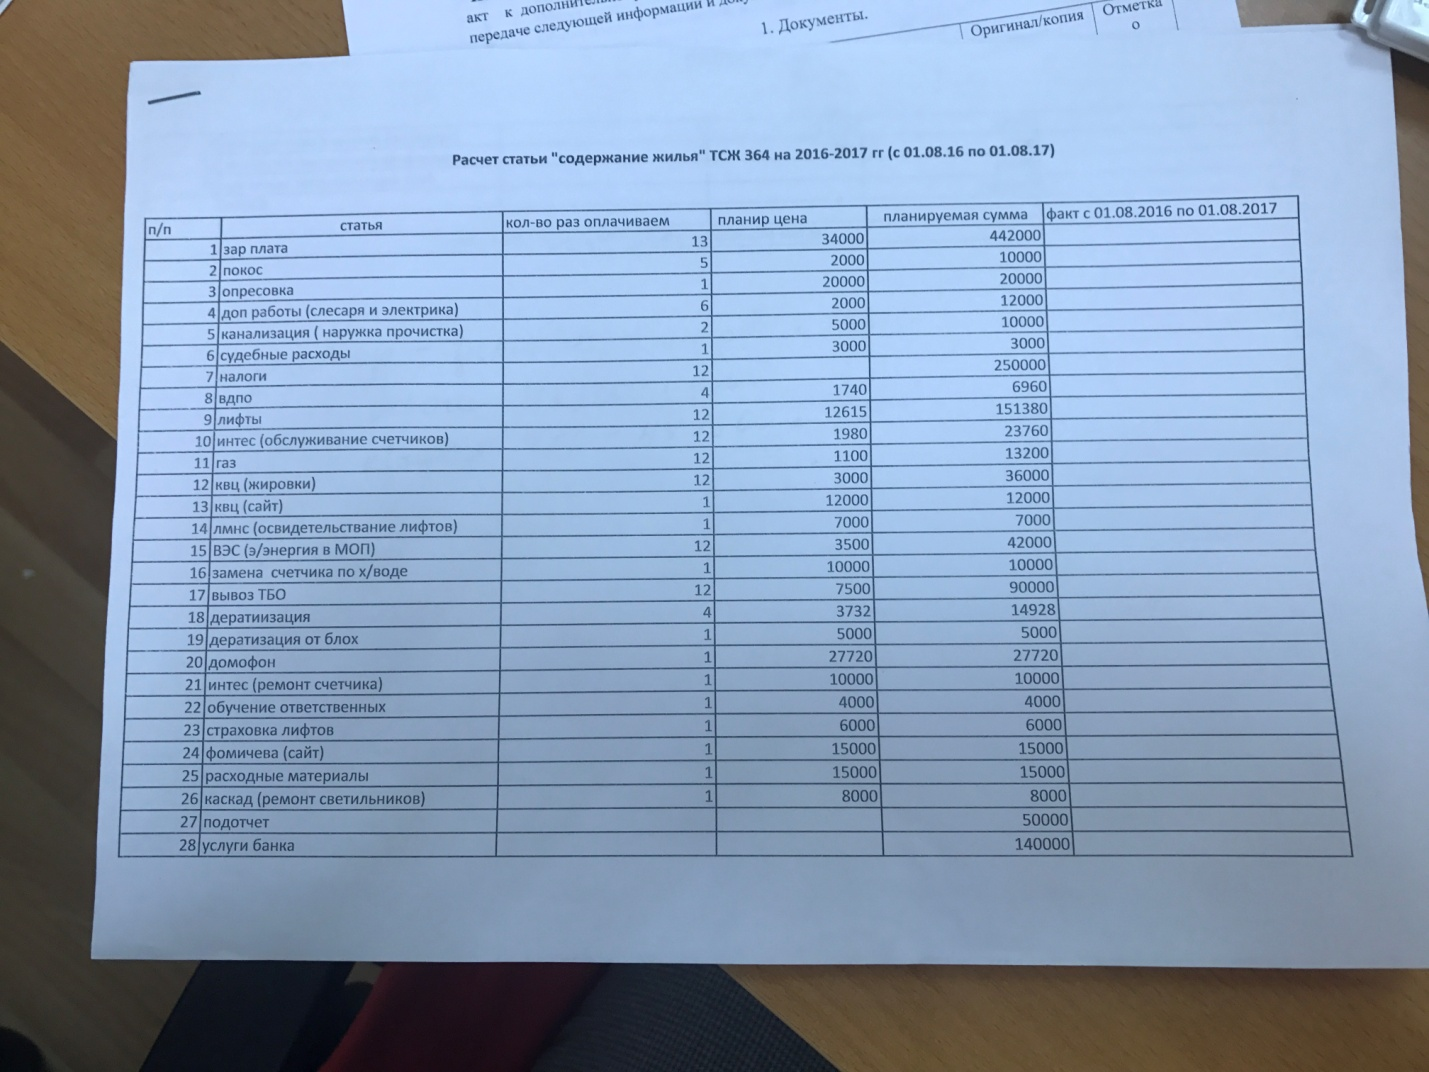 акт к
передаче следующей информации и
1. Документы.
Оригинал/копия
Отметка
о
Расчет статьи "содержание жилья" ТСЖ 364 на 2016-2017 гг (с 01.08.16 по 01.08.17)
п/п статья кол-во раз оплачиваем планир цена планируемая сумма факт с 01.08.2016 по 01.08.2017
1 зар плата 13 34000 442000
2 покос 5 2000 10000
3 опресовка 1 20000 20000
4 доп работы (слесаря и электрика) 6 2000 12000
5 канализация ( наружка прочистка) 2 5000 10000
6 судебные расходы 1 3000 3000
7 налоги 12 250000
8 вдпо 4 1740 6960
9 лифты 12 12615 151380
10 интес (обслуживание счетчиков) 12 1980 23760
11 газ 12 1100 13200
12 квц (жировки) 12 3000 36000
13 квц (сайт) 1 12000 12000
14 лмнс (освидетельствание лифтов) 1 7000 7000
15 ВЭС (э/энергия в МОП) 12 3500 42000
16 замена счетчика по х/воде 1 10000 10000
17 вывоз ТБО 12 7500 90000
18 дератиизация 4 3732 14928
19 дератизация от блох 1 5000 5000
20 домофон 1 27720 27720
21 интес (ремонт счетчика) 1 10000 10000
22 обучение ответственных 1 4000 4000
23 страховка лифтов 1 6000 6000
24 фомичева (сайт) 1 15000 15000
25 расходные материалы 1 15000 15000
26 каскад (ремонт светильников) 1 8000 8000
27 подотчет 50000
28 услуги банка 140000